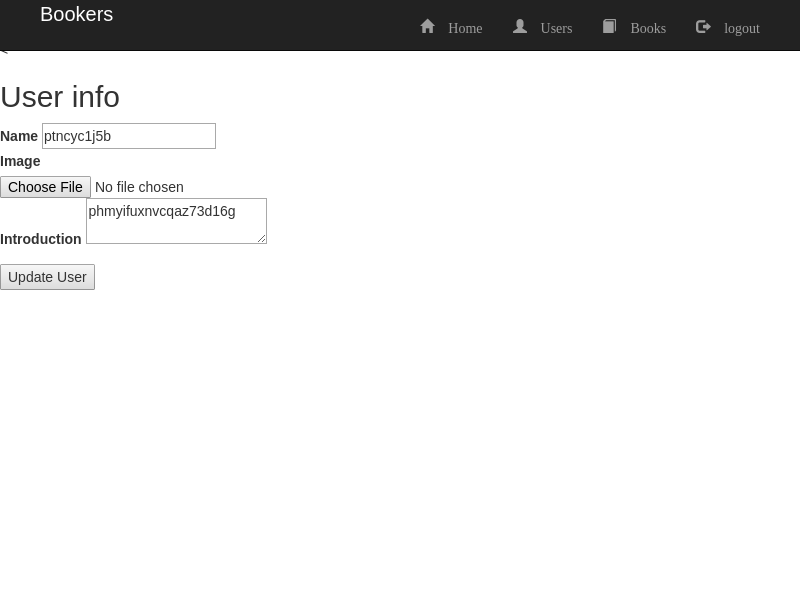 Bookers
Home Users Books logout
<
User info
Name ptncyc1j5b
Image
Choose File No file chosen
phmyifuxnvcqaz73d16g
Introduction
Update User